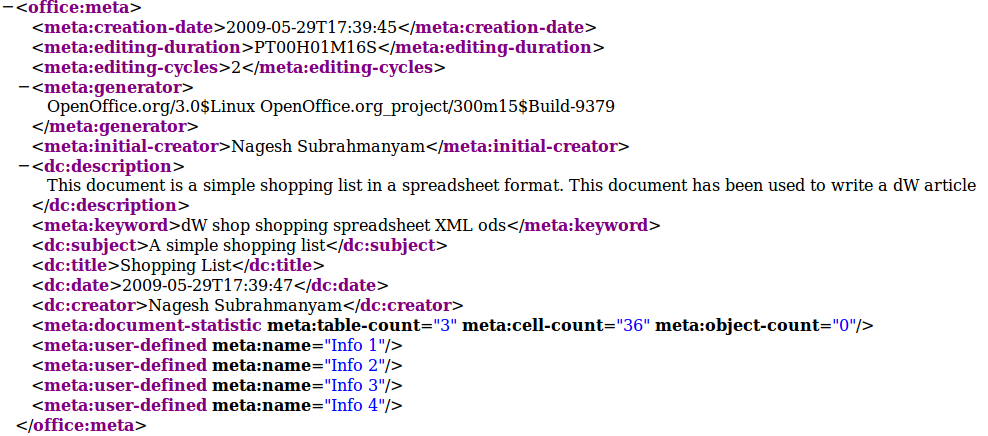 −<office:meta>
<meta:creation-date>2009-05-29T17:39:45</meta:creation-date>
<meta:editing-duration>PT00H01M16S</meta:editing-duration>
<meta:editing-cycles>2</meta:editing-cycles>
−<meta:generator>
OpenOffice.org/3.0$Linux OpenOffice.org_project/300m15$Build-9379
</meta:generator>
<meta:initial-creator>Nagesh Subrahmanyam</meta:initial-creator>
−<dc:description>
This document is a simple shopping list in a spreadsheet format. This document has been used to write a dW article
</dc:description>
<meta:keyword>dW shop shopping spreadsheet XML ods</meta:keyword>
<dc:subject>A simple shopping list</dc:subject>
<dc:title>Shopping List</dc:title>
<dc:date>2009-05-29T17:39:47</dc:date>
<dc:creator>Nagesh Subrahmanyam</dc:creator>
<meta:document-statistic meta:table-count="3" meta:cell-count="36" meta:object-count="0"/>
<meta:user-defined meta:name="Info 1"/>
<meta:user-defined meta:name="Info 2"/>
<meta:user-defined meta:name="Info 3"/>
<meta:user-defined meta:name="Info 4"/>
</office:meta>